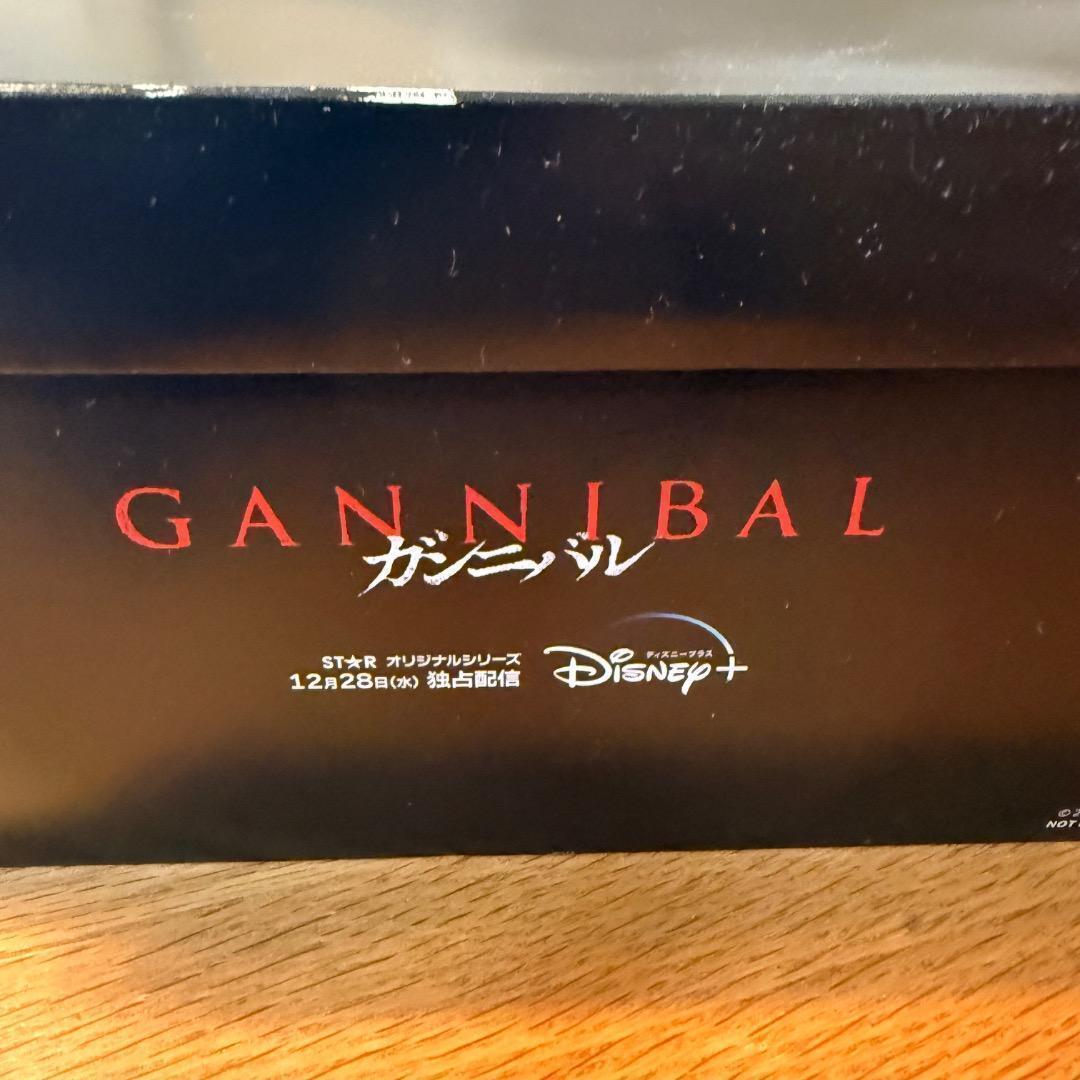 GANNIBAL
ガンニバル
ST★R オリジナルシリーズ
12月28日(水) 独占配信
ディズニープラス
Disney+
©